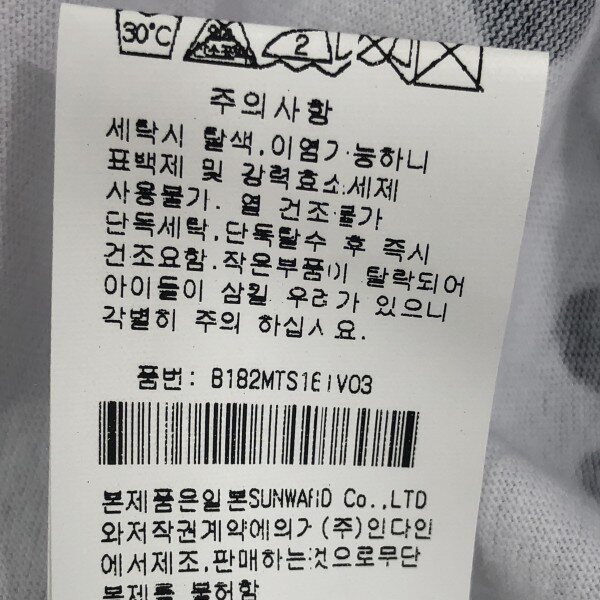 30°C
2
주의사항
세탁시 탈색,이염가능하니
표백제 및 강력효소세제
사용불가. 열 건조불가
단독세탁,단독탈수 후 즉시
건조요함.작은부품이 탈락되어
아이들이 삼킬 우려가 있으니
각별히 주의 하십시요.
품번: B182MTS161V03
본제품은일본SUNWARD Co.,LTD
와저작권계약에의거(주)인다인
에서제조,판매하는것으로무단
복제를 불허함